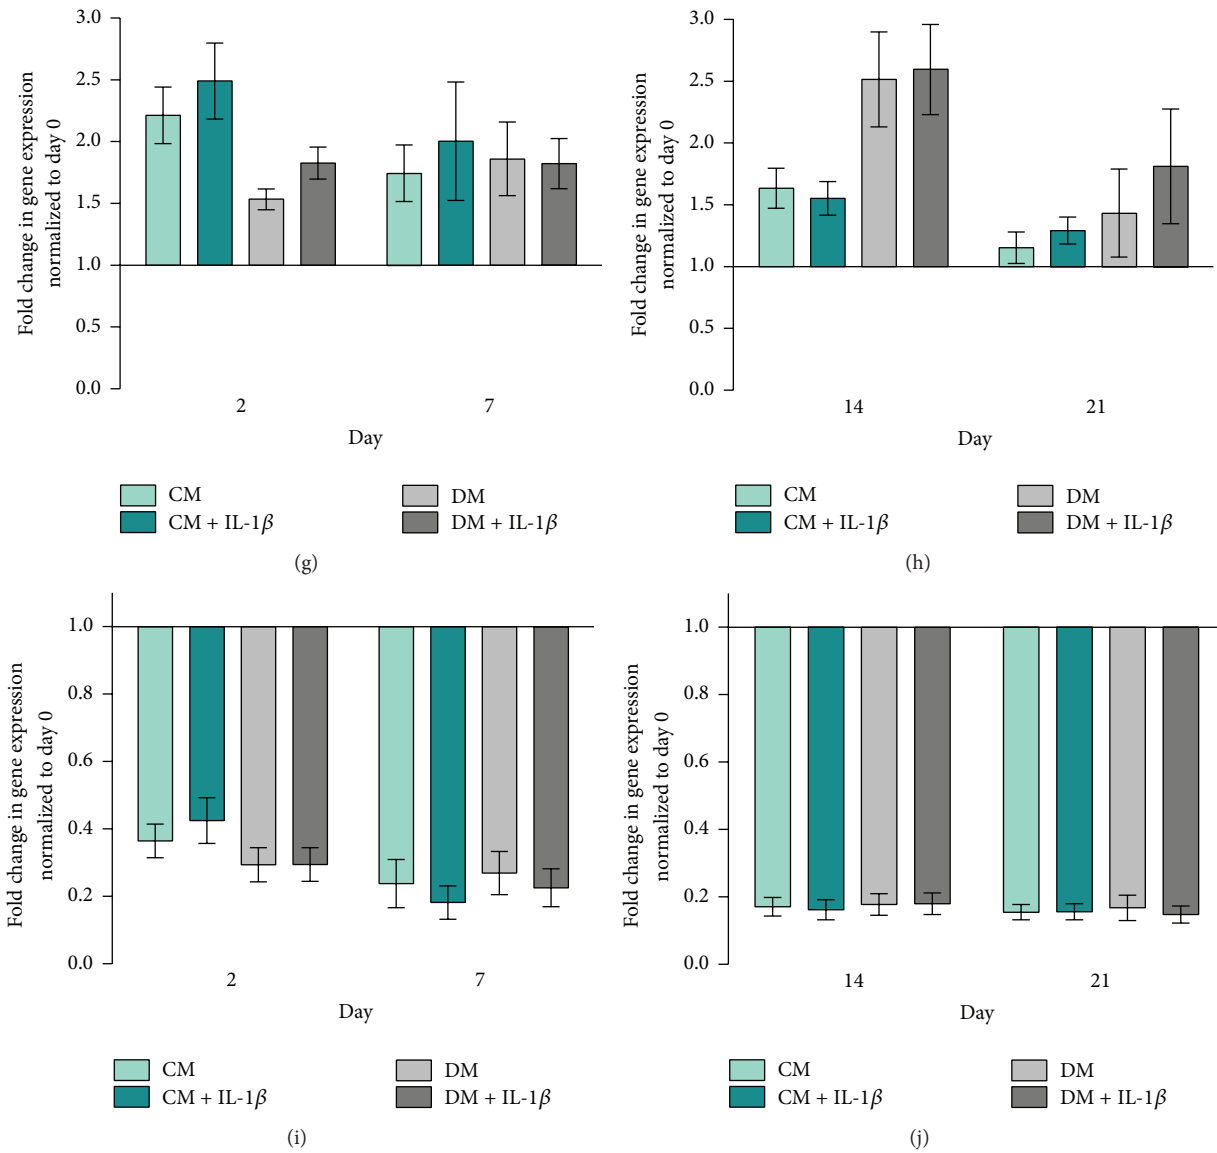 Fold change in gene expression
normalized to day 0
3.0
2.5
2.0
1.5
1.0
0.5
0.0
2
7
Day
CM
CM + IL-1β
DM
DM + IL-1β
(g)
Fold change in gene expression
normalized to day 0
3.0
2.5
2.0
1.5
1.0
0.5
0.0
14
21
Day
CM
CM + IL-1β
DM
DM + IL-1β
(h)
Fold change in gene expression
normalized to day 0
1.0
0.8
0.6
0.4
0.2
0.0
2
7
Day
CM
CM + IL-1β
DM
DM + IL-1β
(i)
Fold change in gene expression
normalized to day 0
1.0
0.8
0.6
0.4
0.2
0.0
14
21
Day
CM
CM + IL-1β
DM
DM + IL-1β
(j)